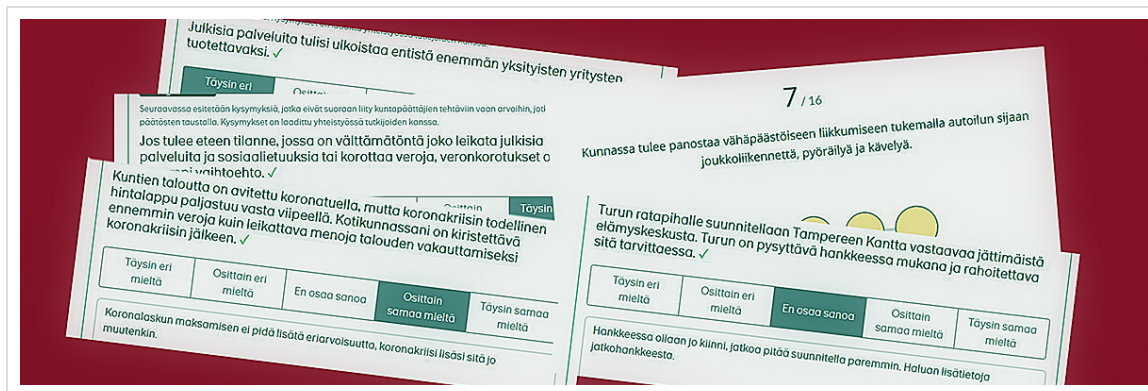 Julkisia palveluita tulisi ulkoistaa entistä enemmän yksityisten yritysten
tuotettavaksi. ✓
Täysin eri
Seuraavassa esitetään kysymyksiä, jotka eivät suoraan liity kuntapäättäjien tehtäviin vaan arvoihin,
päätösten taustalla. Kysymykset on laadittu yhteistyössä tutkijoiden kanssa.
Jos tulee eteen tilanne, jossa on välttämätöntä joko leikata julkisia
palveluita ja sosiaalietuuksia tai korottaa veroja, veronkorotukset o
vaihtoehto. ✓
Täysin
Kuntien taloutta on avitettu koronatuella, mutta koronakriisin todellinen
hintalappu paljastuu vasta viipeellä. Kotikunnassani on kiristettävä
ennemmin veroja kuin leikattava menoja talouden vakauttamiseksi
koronakriisin jälkeen. ✓
Täysin eri
mieltä
Osittain eri
mieltä
En osaa sanoa
Osittain
samaa mieltä
Täysin samaa
mieltä
Koronalaskun maksamisen ei pidä lisätä eriarvoisuutta, koronakriisi lisäsi sitä jo
muutenkin.
7 / 16
Kunnassa tulee panostaa vähäpäästöiseen liikkumiseen tukemalla autoilun sijaan
joukkoliikennettä, pyöräilyä ja kävelyä.
Turun ratapihalle suunnitellaan Tampereen Kantta vastaavaa jättimäistä
elämyskeskusta. Turun on pysyttävä hankkeessa mukana ja rahoitettava
sitä tarvittaessa. ✓
Täysin eri
mieltä
Osittain eri
mieltä
En osaa sanoa
Osittain
samaa mieltä
Täysin samaa
mieltä
Hankkeessa ollaan jo kiinni, jatkoa pitää suunnitella paremmin. Haluan lisätietoja
jatkohankkeesta.